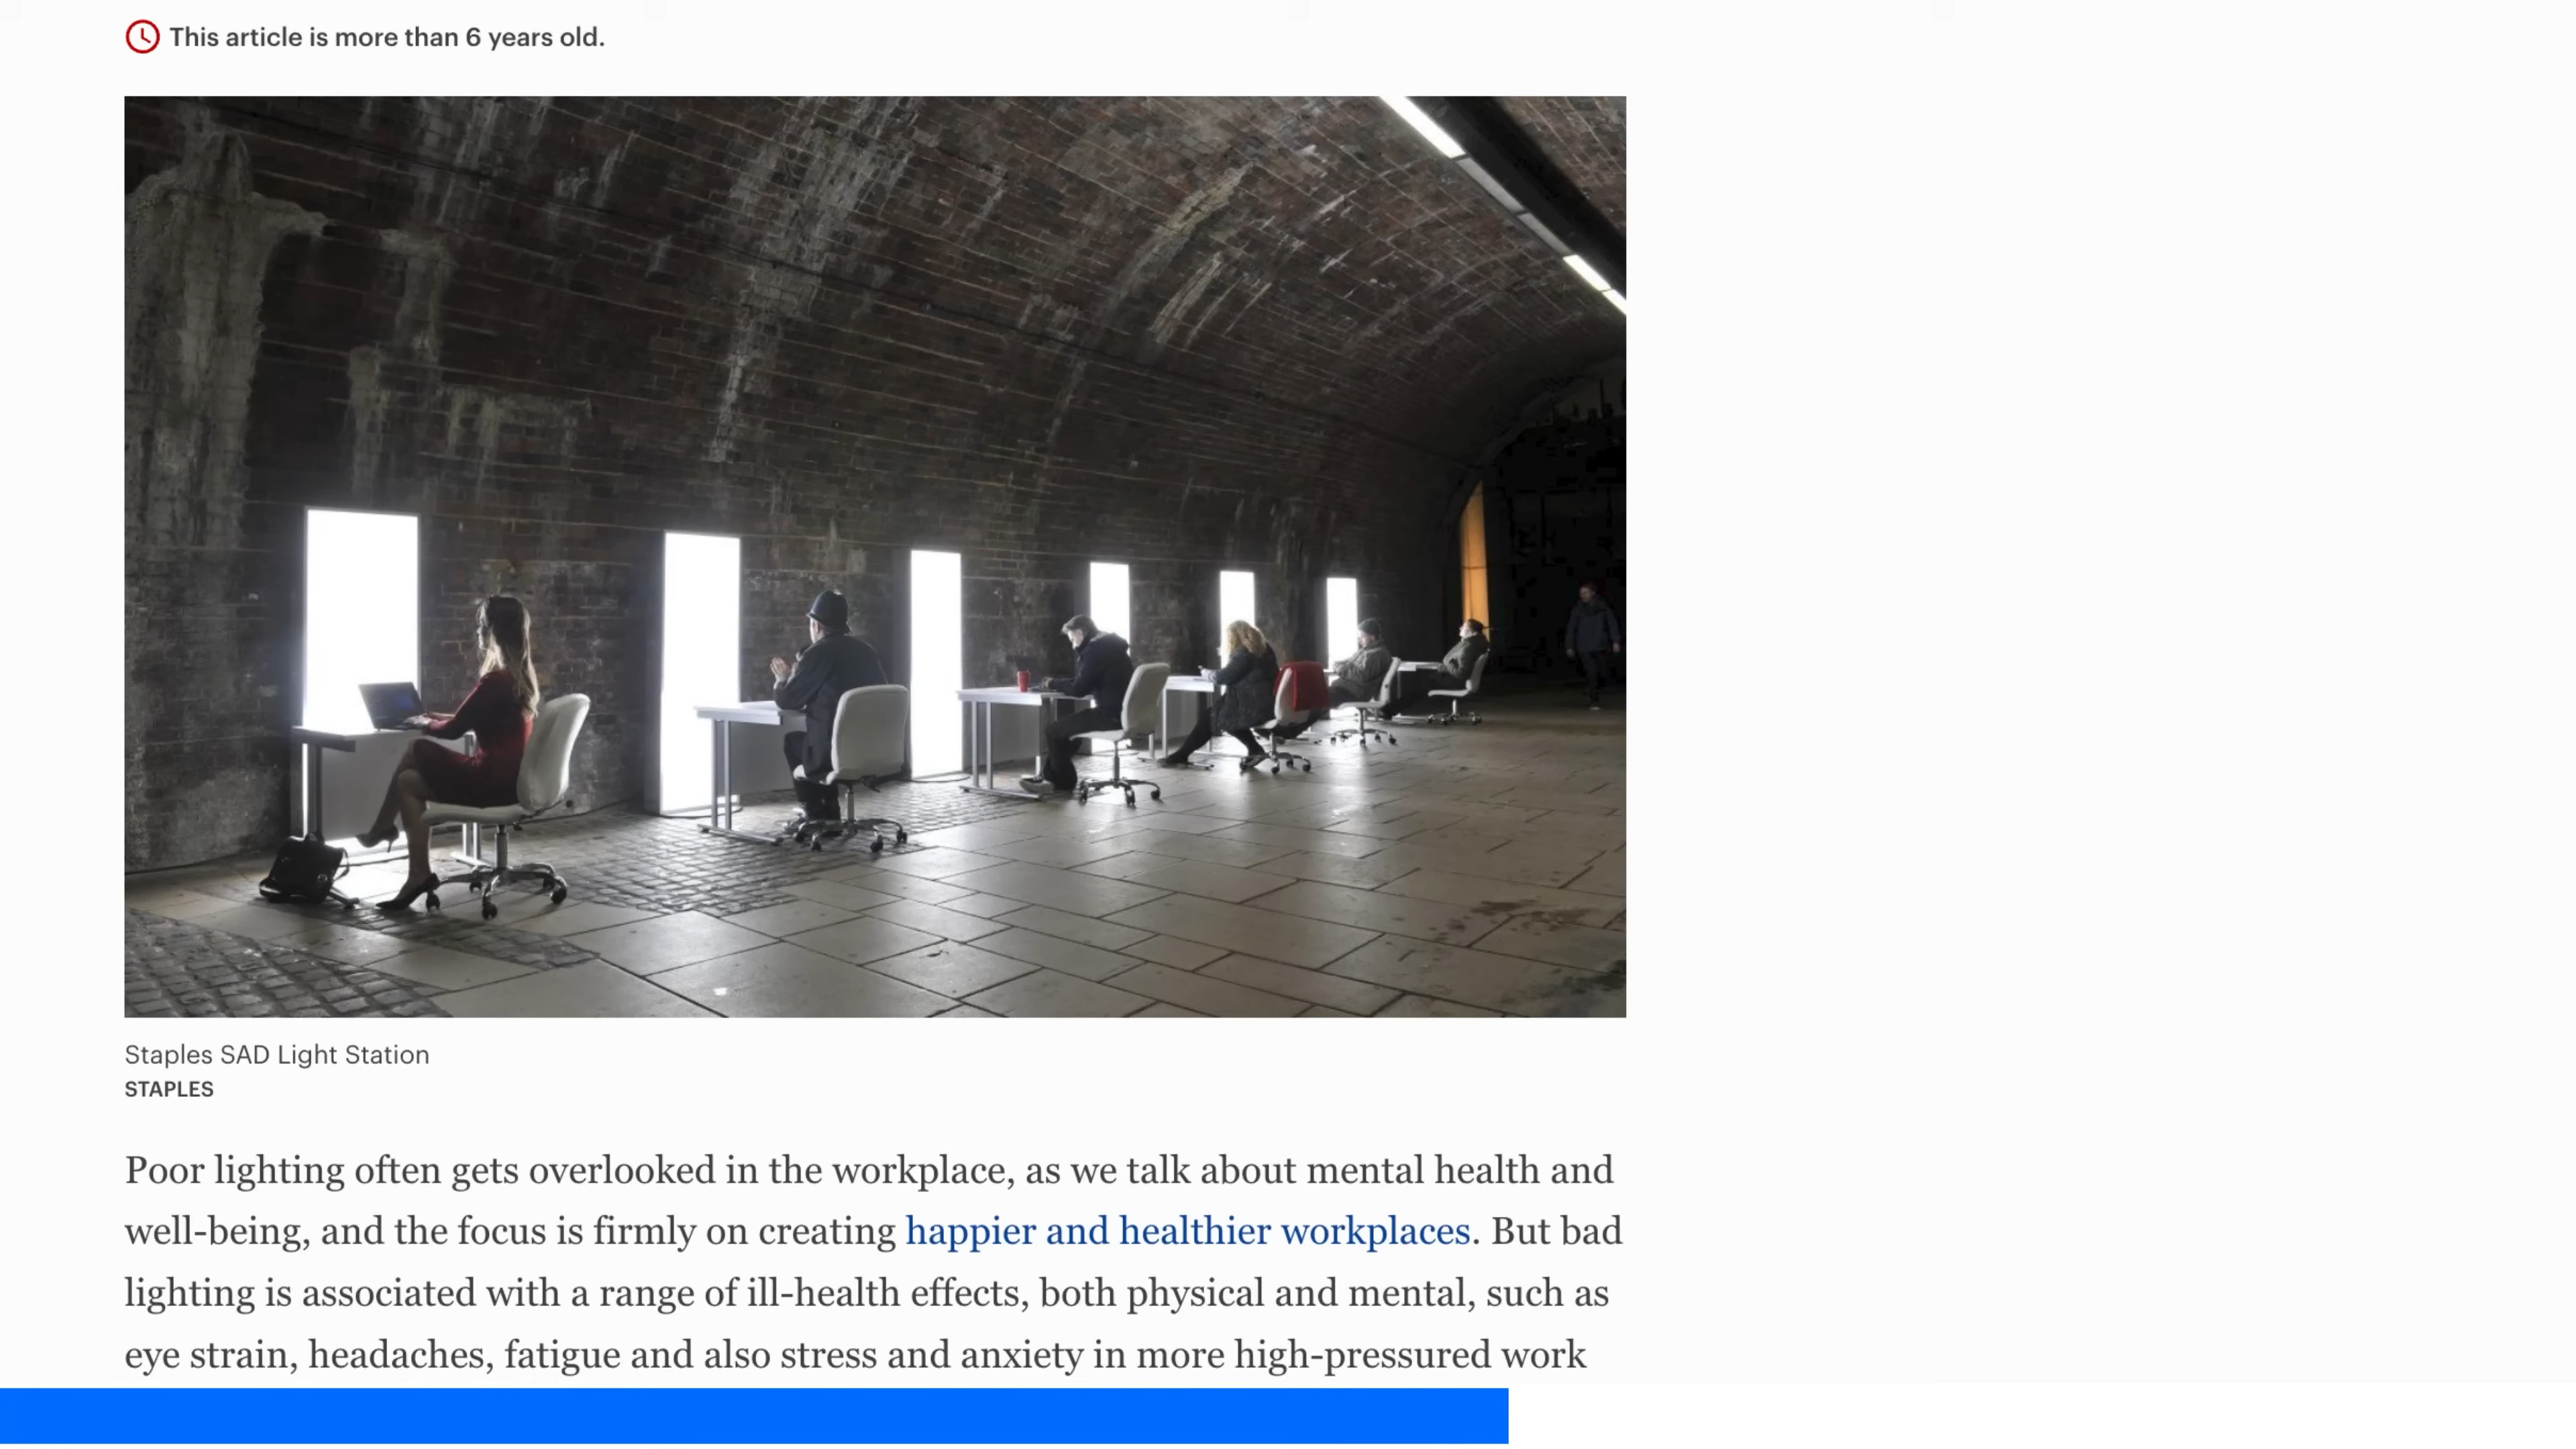 This article is more than 6 years old.
Staples SAD Light Station
STAPLES
Poor lighting often gets overlooked in the workplace, as we talk about mental health and
well-being, and the focus is firmly on creating happier and healthier workplaces. But bad
lighting is associated with a range of ill-health effects, both physical and mental, such as
eye strain, headaches, fatigue and also stress and anxiety in more high-pressured work